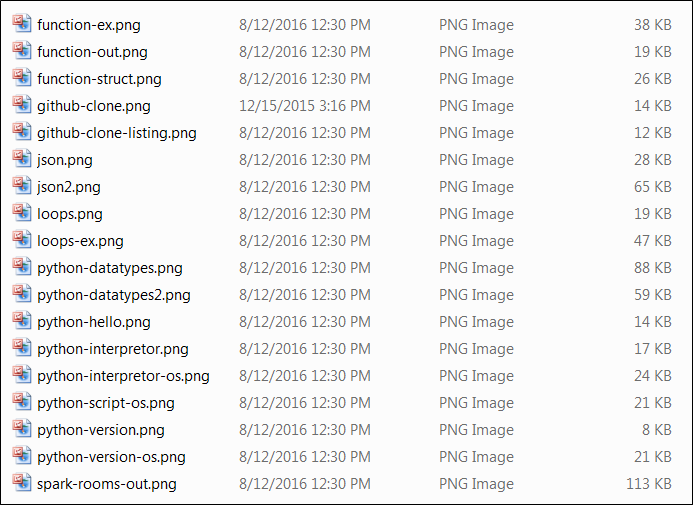 function-ex.png 8/12/2016 12:30 PM PNG Image 38 KB
function-out.png 8/12/2016 12:30 PM PNG Image 19 KB
function-struct.png 8/12/2016 12:30 PM PNG Image 26 KB
github-clone.png 12/15/2015 3:16 PM PNG Image 14 KB
github-clone-listing.png 8/12/2016 12:30 PM PNG Image 12 KB
json.png 8/12/2016 12:30 PM PNG Image 28 KB
json2.png 8/12/2016 12:30 PM PNG Image 65 KB
loops.png 8/12/2016 12:30 PM PNG Image 19 KB
loops-ex.png 8/12/2016 12:30 PM PNG Image 47 KB
python-datatypes.png 8/12/2016 12:30 PM PNG Image 88 KB
python-datatypes2.png 8/12/2016 12:30 PM PNG Image 59 KB
python-hello.png 8/12/2016 12:30 PM PNG Image 14 KB
python-interpretor.png 8/12/2016 12:30 PM PNG Image 17 KB
python-interpretor-os.png 8/12/2016 12:30 PM PNG Image 24 KB
python-script-os.png 8/12/2016 12:30 PM PNG Image 21 KB
python-version.png 8/12/2016 12:30 PM PNG Image 8 KB
python-version-os.png 8/12/2016 12:30 PM PNG Image 21 KB
spark-rooms-out.png 8/12/2016 12:30 PM PNG Image 113 KB